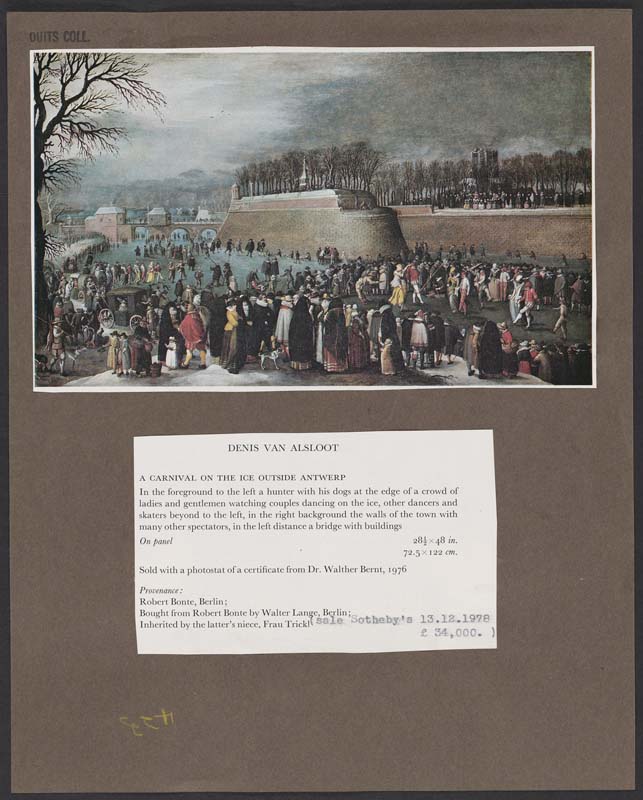 DUITS COLL.
DENIS VAN ALSLOOT
A CARNIVAL ON THE ICE OUTSIDE ANTWERP
In the foreground to the left a hunter with his dogs at the edge of a crowd of
ladies and gentlemen watching couples dancing on the ice, other dancers and
skaters beyond to the left, in the right background the walls of the town with
many other spectators, in the left distance a bridge with buildings
On panel 28½×48 in.
72.5×122 cm.
Sold with a photostat of a certificate from Dr. Walther Bernt, 1976
Provenance:
Robert Bonte, Berlin;
Bought from Robert Bonte by Walter Lange, Berlin;
Inherited by the latter's niece, Frau Trickl (sale Sotheby's 13.12.1978
£ 34,000. )